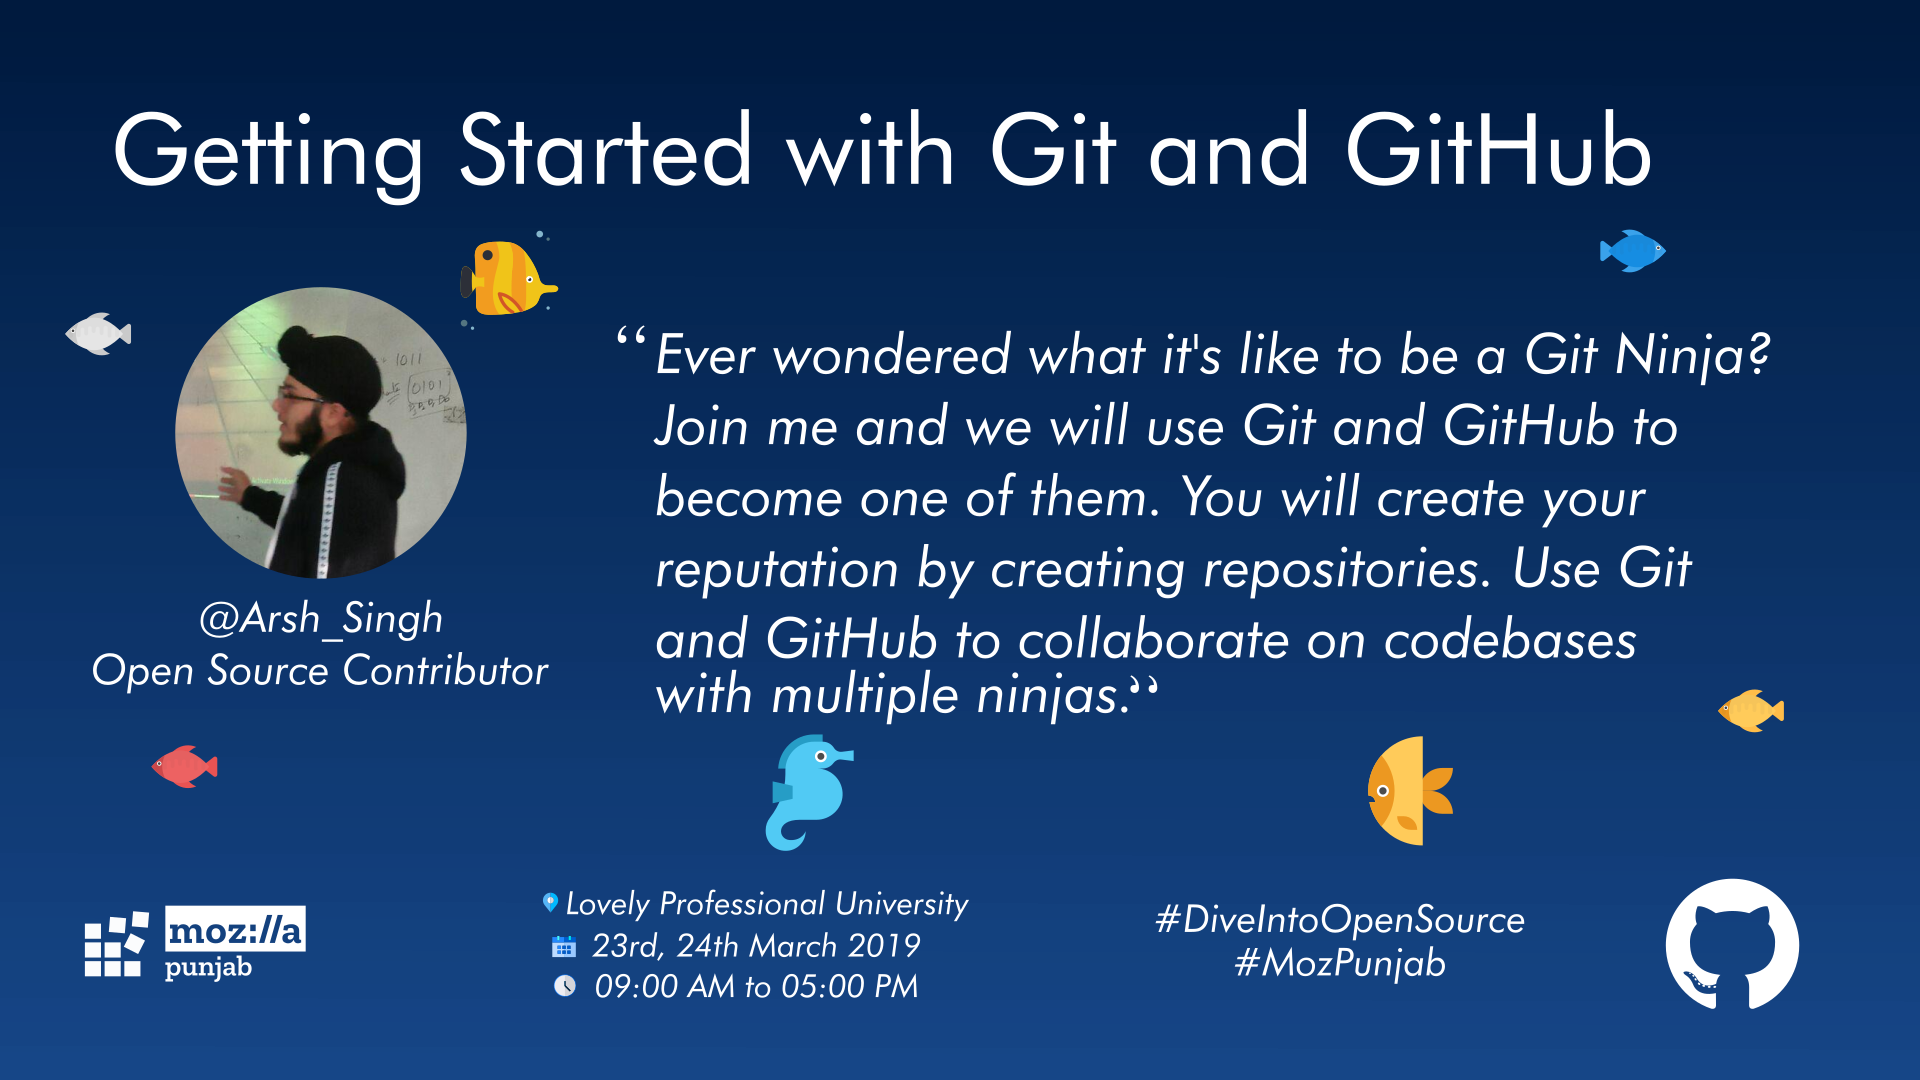 Getting Started with Git and GitHub
“Ever wondered what it's like to be a Git Ninja?
Join me and we will use Git and GitHub to
become one of them. You will create your
reputation by creating repositories. Use Git
and GitHub to collaborate on codebases
with multiple ninjas.”
1011
0101
@Arsh_Singh
Open Source Contributor
moz://a
punjab
Lovely Professional University
23rd, 24th March 2019
09:00 AM to 05:00 PM
#DiveIntoOpenSource
#MozPunjab